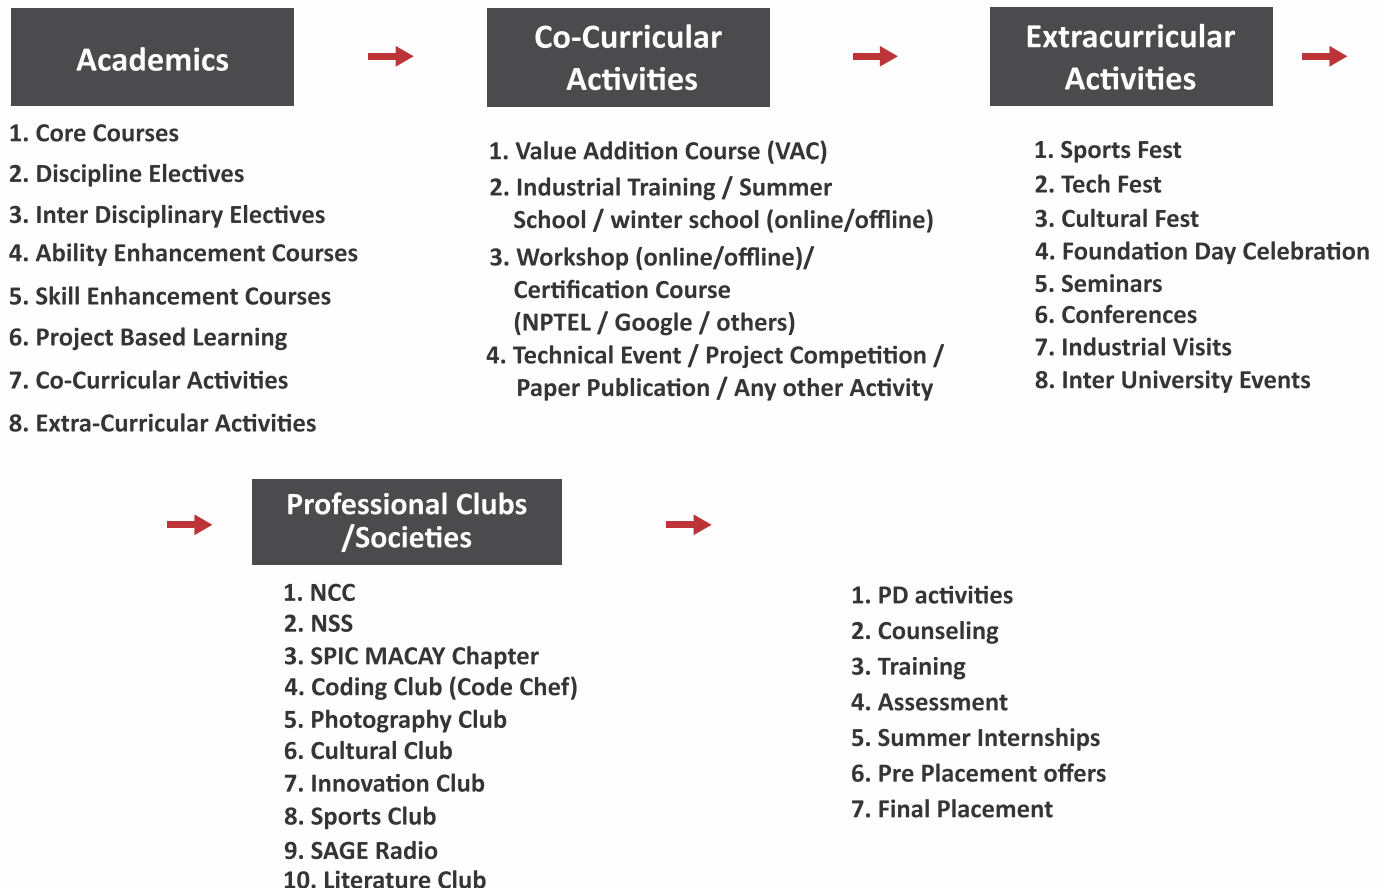 Academics
1. Core Courses
2. Discipline Electives
3. Inter Disciplinary Electives
4. Ability Enhancement Courses
5. Skill Enhancement Courses
6. Project Based Learning
7. Co-Curricular Activities
8. Extra-Curricular Activities
Co-Curricular
Activities
1. Value Addition Course (VAC)
2. Industrial Training / Summer
School / winter school (online/offline)
3. Workshop (online/offline)/
Certification Course
(NPTEL / Google / others)
4. Technical Event / Project Competition /
Paper Publication / Any other Activity
Extracurricular
Activities
1. Sports Fest
2. Tech Fest
3. Cultural Fest
4. Foundation Day Celebration
5. Seminars
6. Conferences
7. Industrial Visits
8. Inter University Events
Professional Clubs
/Societies
1. NCC
2. NSS
3. SPIC MACAY Chapter
4. Coding Club (Code Chef)
5. Photography Club
6. Cultural Club
7. Innovation Club
8. Sports Club
9. SAGE Radio
10. Literature Club
1. PD activities
2. Counseling
3. Training
4. Assessment
5. Summer Internships
6. Pre Placement offers
7. Final Placement